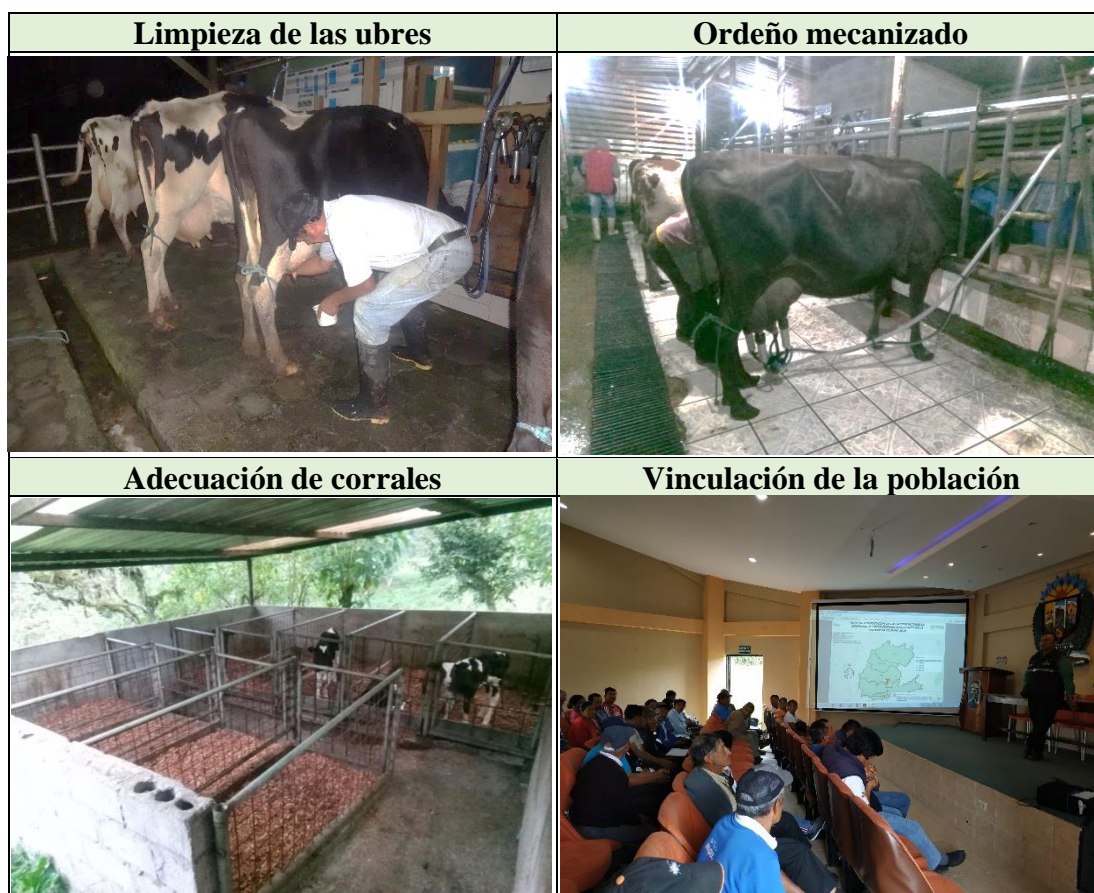 Limpieza de las ubres
Ordeño mecanizado
Adecuación de corrales
Vinculación de la población